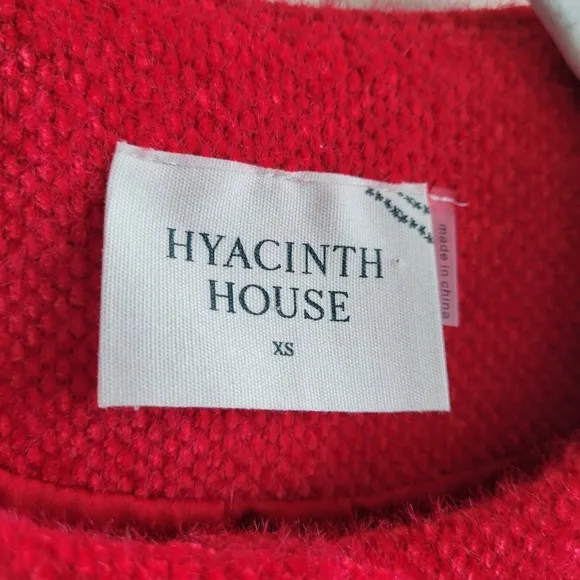 HYACINTH
HOUSE
XS
made in china